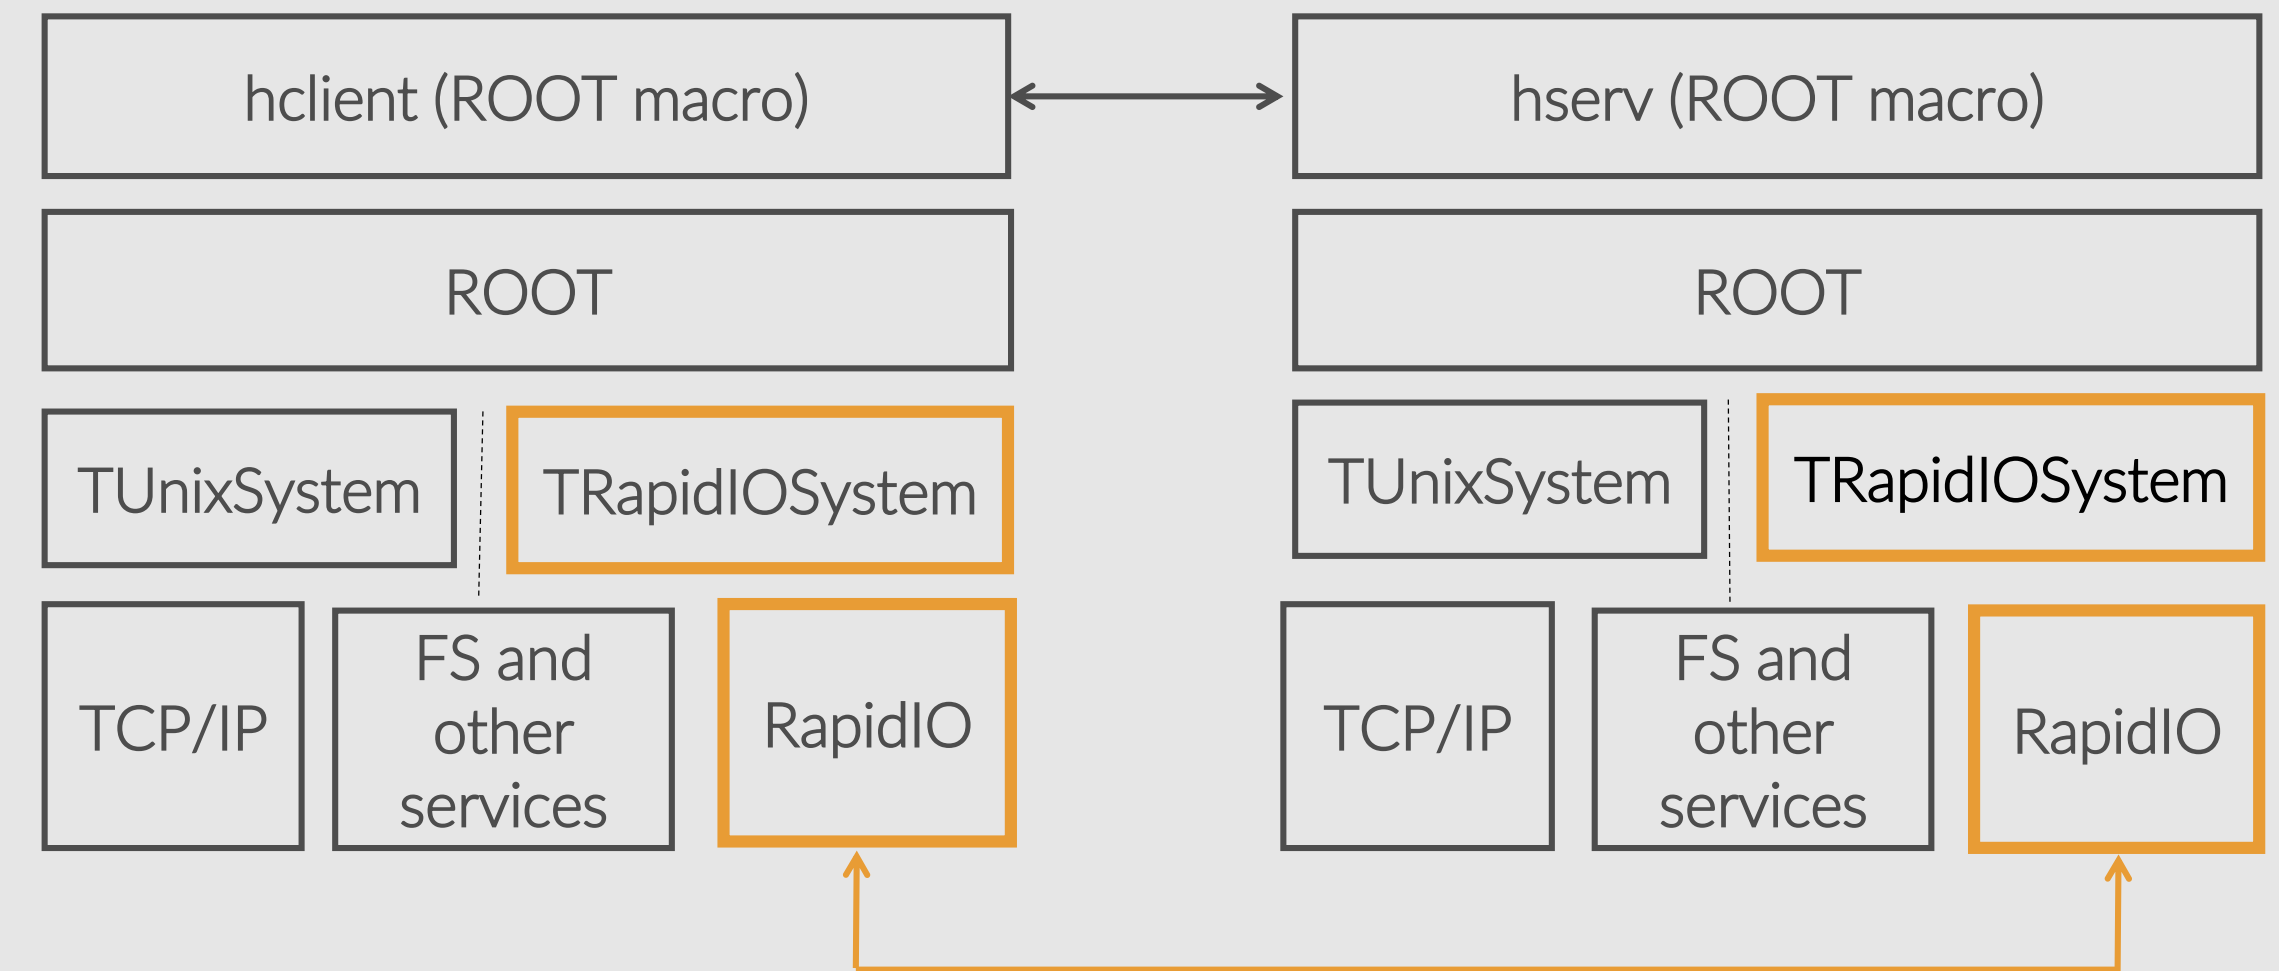 hclient (ROOT macro)
hserv (ROOT macro)
ROOT
ROOT
TUnixSystem
TRapidIOSystem
TUnixSystem
TRapidIOSystem
TCP/IP
FS and
other
services
RapidIO
TCP/IP
FS and
other
services
RapidIO